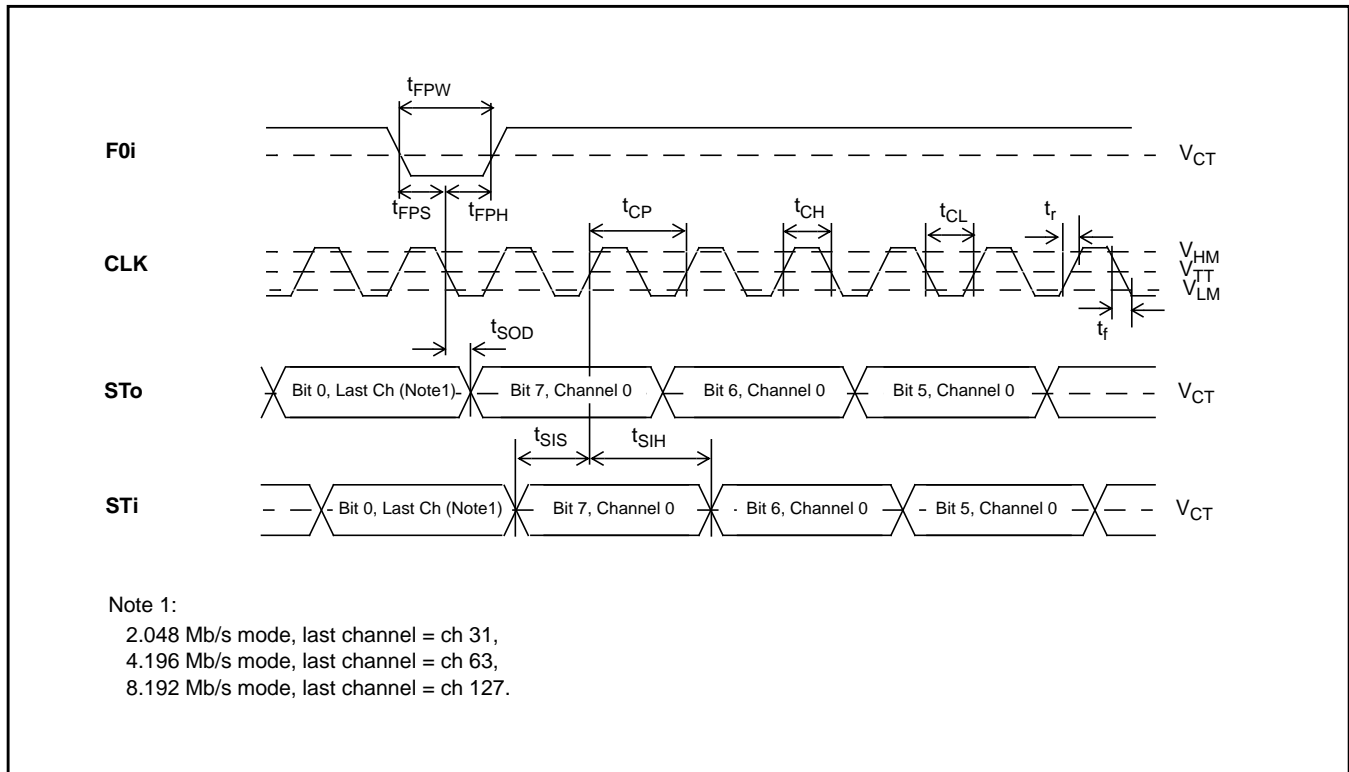 tFPW
F0i
VCT
tFPS
tFPH
tCP
tCH
tCL
tr
CLK
VHM
VTT
VLM
tf
tSOD
STo
Bit 0, Last Ch (Note1)
Bit 7, Channel 0
Bit 6, Channel 0
Bit 5, Channel 0
VCT
tSIS
tSIH
STi
Bit 0, Last Ch (Note1)
Bit 7, Channel 0
Bit 6, Channel 0
Bit 5, Channel 0
VCT
Note 1:
2.048 Mb/s mode, last channel = ch 31,
4.196 Mb/s mode, last channel = ch 63,
8.192 Mb/s mode, last channel = ch 127.